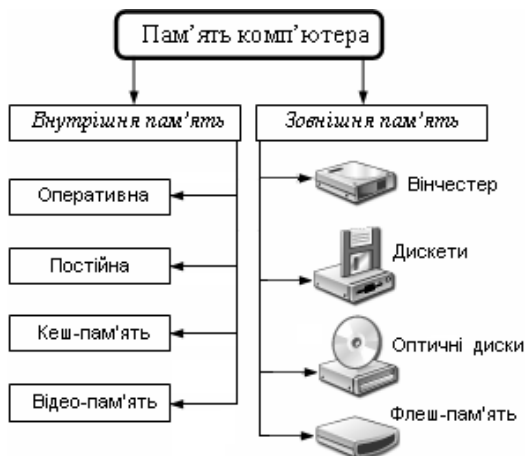 Пам’ять комп’ютера
Внутрішня пам’ять
Зовнішня пам’ять
Оперативна
Постійна
Кеш-пам'ять
Відео-пам'ять
Вінчестер
Дискети
Оптичні диски
Флеш-пам'ять